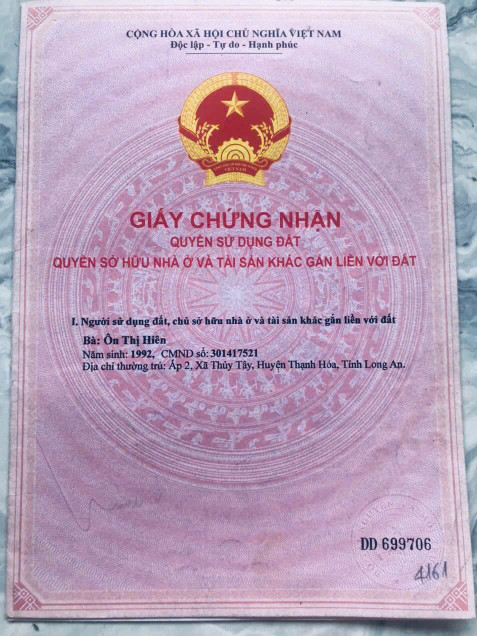 CỘNG HÒA XÃ HỘI CHỦ NGHĨA VIỆT NAM
Độc lập - Tự do - Hạnh phúc
VIỆT NAM
GIẤY CHỨNG NHẬN
QUYỀN SỬ DỤNG ĐẤT
QUYỀN SỞ HỮU NHÀ Ở VÀ TÀI SẢN KHÁC GẮN LIỀN VỚI ĐẤT
I. Người sử dụng đất, chủ sở hữu nhà ở và tài sản khác gắn liền với đất
Bà: Ôn Thị Hiên
Năm sinh: 1992, CMND số: 301417521
Địa chỉ thường trú: Ấp 2, Xã Thủy Tây, Huyện Thạnh Hóa, Tỉnh Long An.
DD 699706
4161